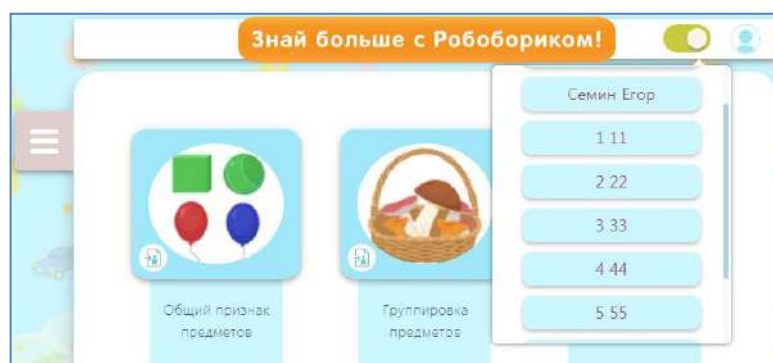 Знай больше с Робобориком!
Семин Егор
1 11
2 22
3 33
4 44
5 55
Общий признак
предметов
Группировка
предметов